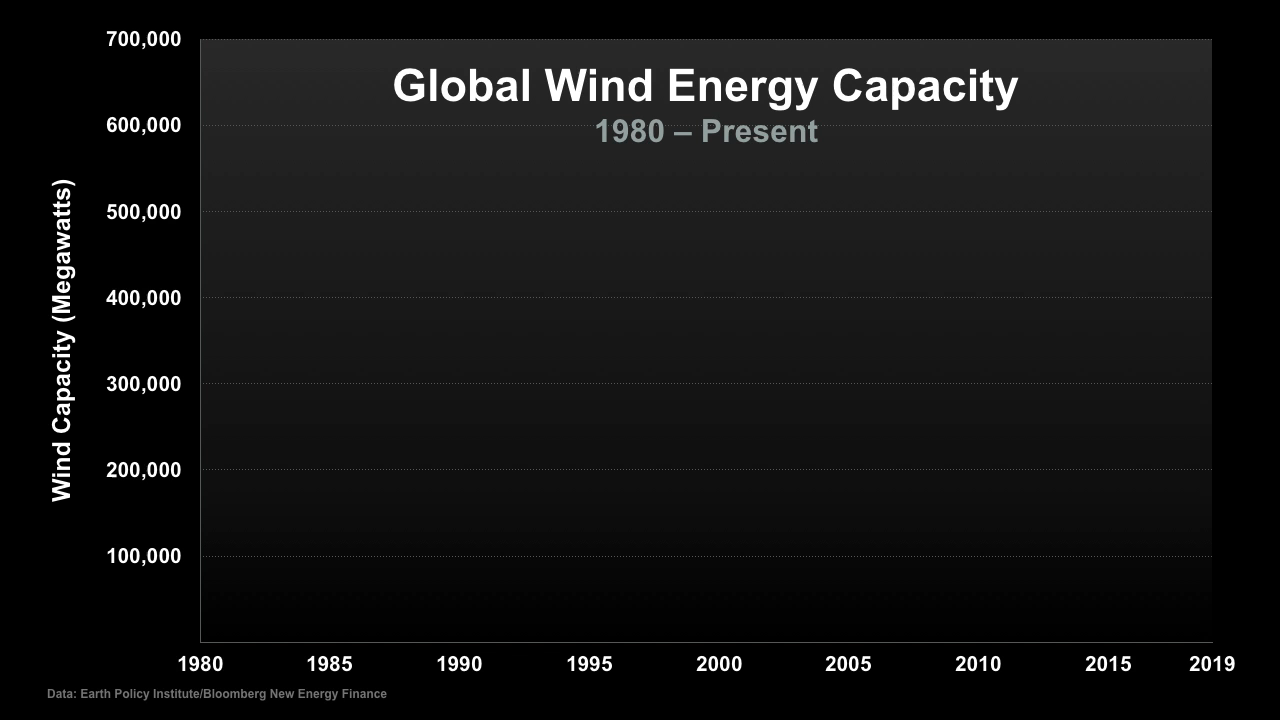 Global Wind Energy Capacity
1980 – Present
Wind Capacity (Megawatts)
700,000
600,000
500,000
400,000
300,000
200,000
100,000
1980 1985 1990 1995 2000 2005 2010 2015 2019
Data: Earth Policy Institute/Bloomberg New Energy Finance